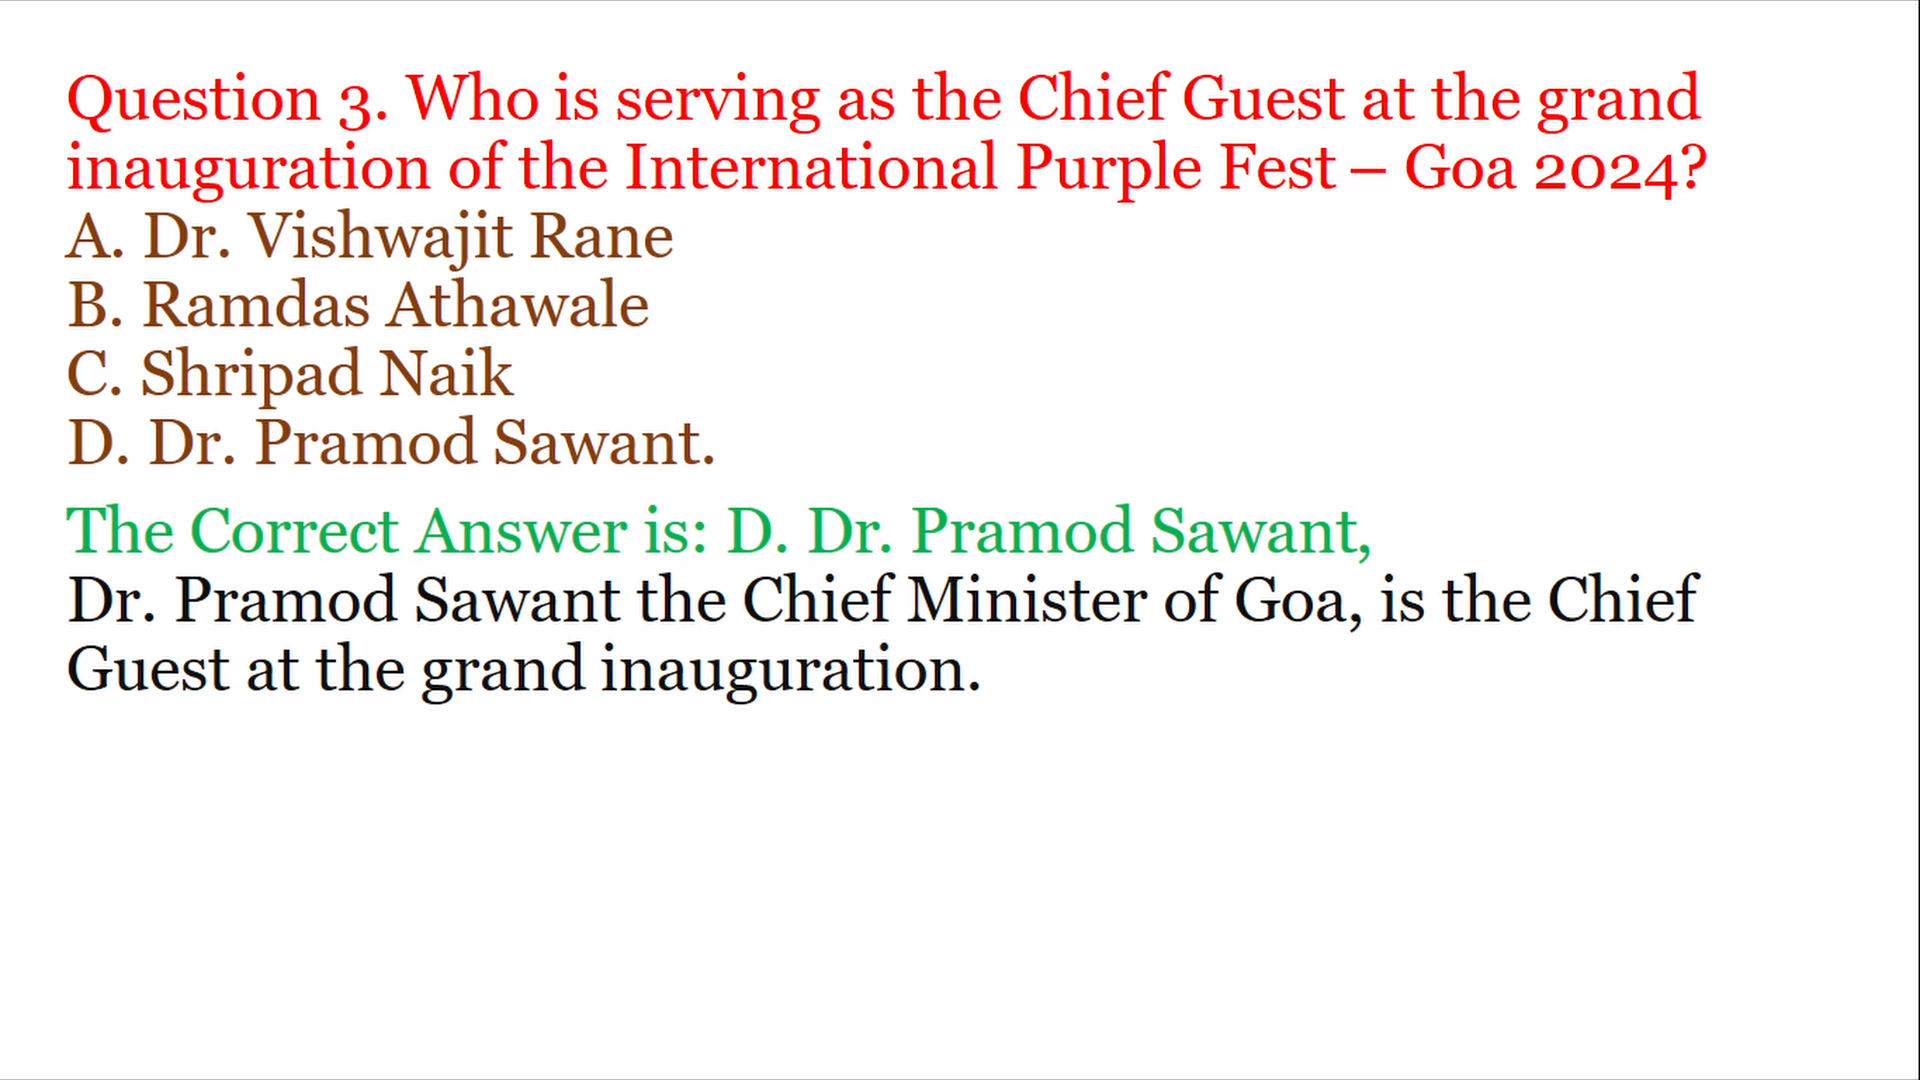 Question 3. Who is serving as the Chief Guest at the grand
inauguration of the International Purple Fest – Goa 2024?
A. Dr. Vishwajit Rane
B. Ramdas Athawale
C. Shripad Naik
D. Dr. Pramod Sawant.
The Correct Answer is: D. Dr. Pramod Sawant,
Dr. Pramod Sawant the Chief Minister of Goa, is the Chief
Guest at the grand inauguration.